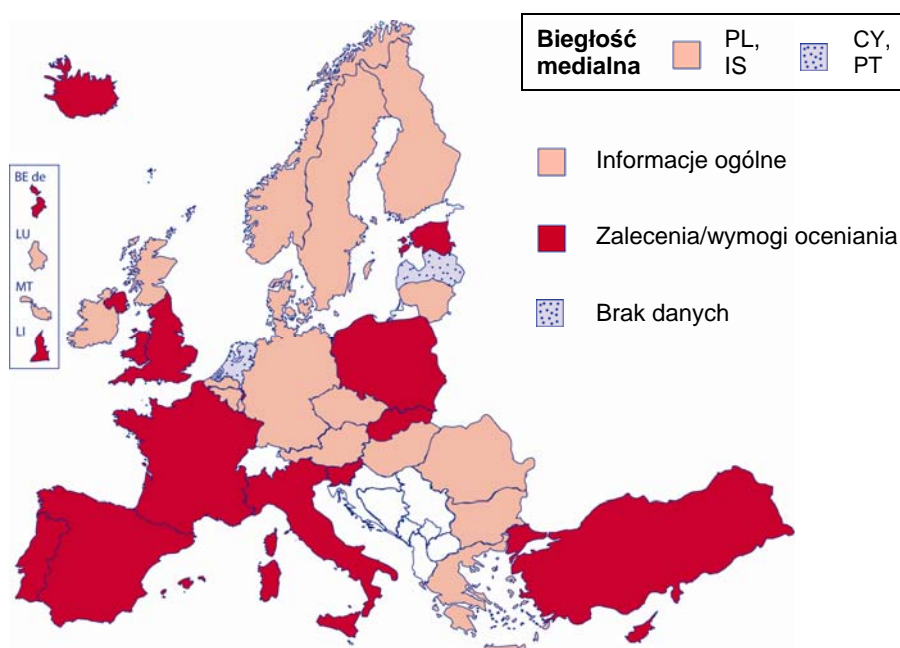 Biegłość
medialna
PL,
IS
CY,
PT
Informacje ogólne
Zalecenia/wymogi oceniania
Brak danych
BE de
LU
MT
LI